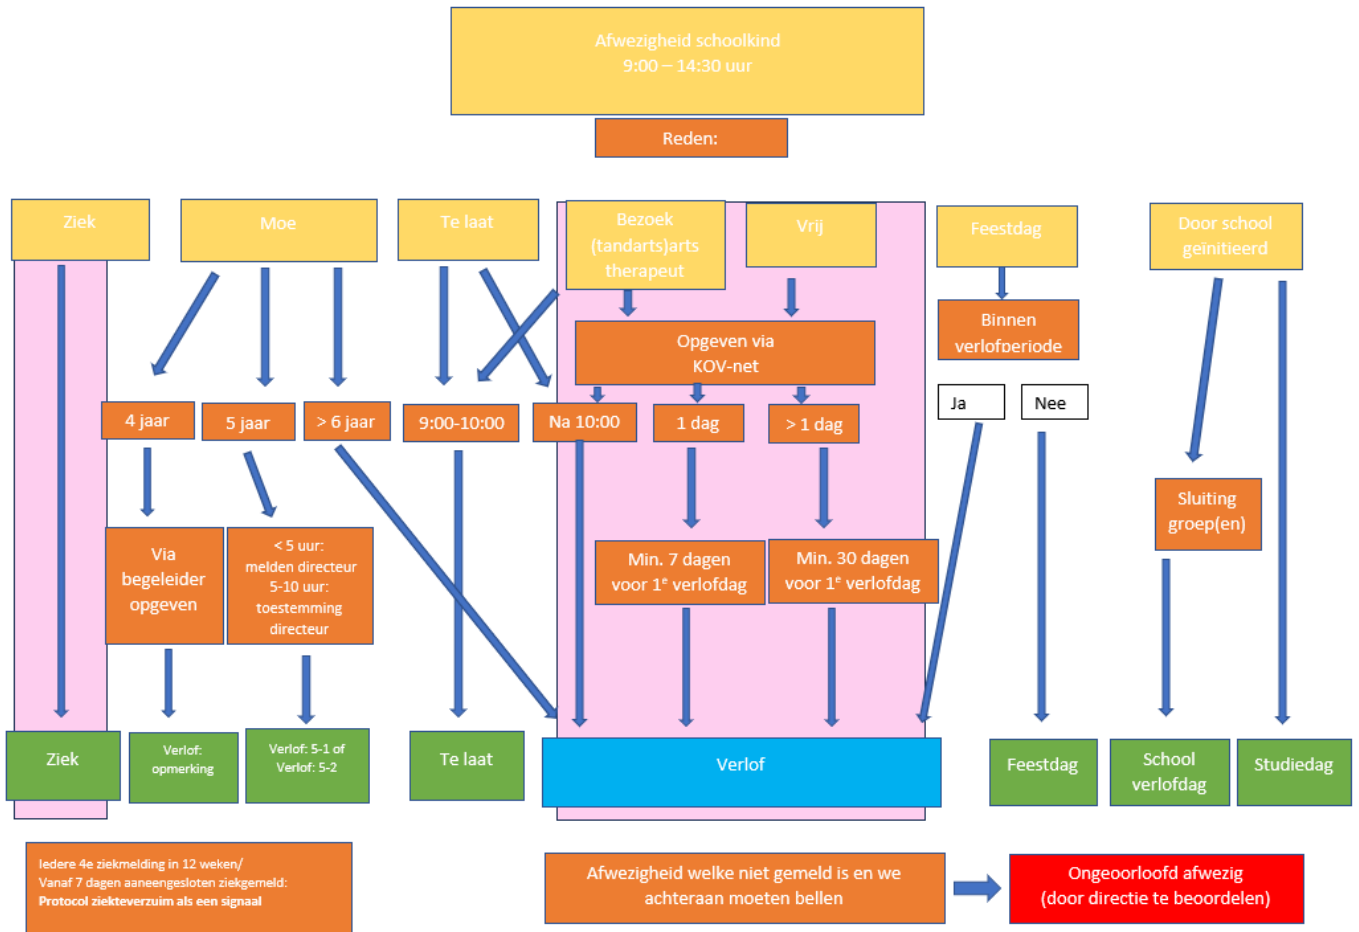 Afwezigheid schoolkind
9:00 – 14:30 uur
Reden:
Ziek
Moe
Te laat
Bezoek
(tandarts)arts
therapeut
Vrij
Feestdag
Door school
geïnitieerd
Binnen
verlofperiode
Opgeven via
KOV-net
Ja
Nee
4 jaar
5 jaar
> 6 jaar
9:00-10:00
Na 10:00
1 dag
> 1 dag
Sluiting
groep(en)
Via
begeleider
opgeven
< 5 uur:
melden directeur
5-10 uur:
toestemming
directeur
Min. 7 dagen
voor 1e verlofdag
Min. 30 dagen
voor 1e verlofdag
Ziek
Verlof:
opmerking
Verlof: 5-1 of
Verlof: 5-2
Te laat
Verlof
Feestdag
School
verlofdag
Studiedag
Iedere 4e ziekmelding in 12 weken/
Vanaf 7 dagen aaneengesloten ziekgemeld:
Protocol ziekteverzuim als een signaal
Afwezigheid welke niet gemeld is en we
achteraan moeten bellen
Ongeoorloofd afwezig
(door directie te beoordelen)